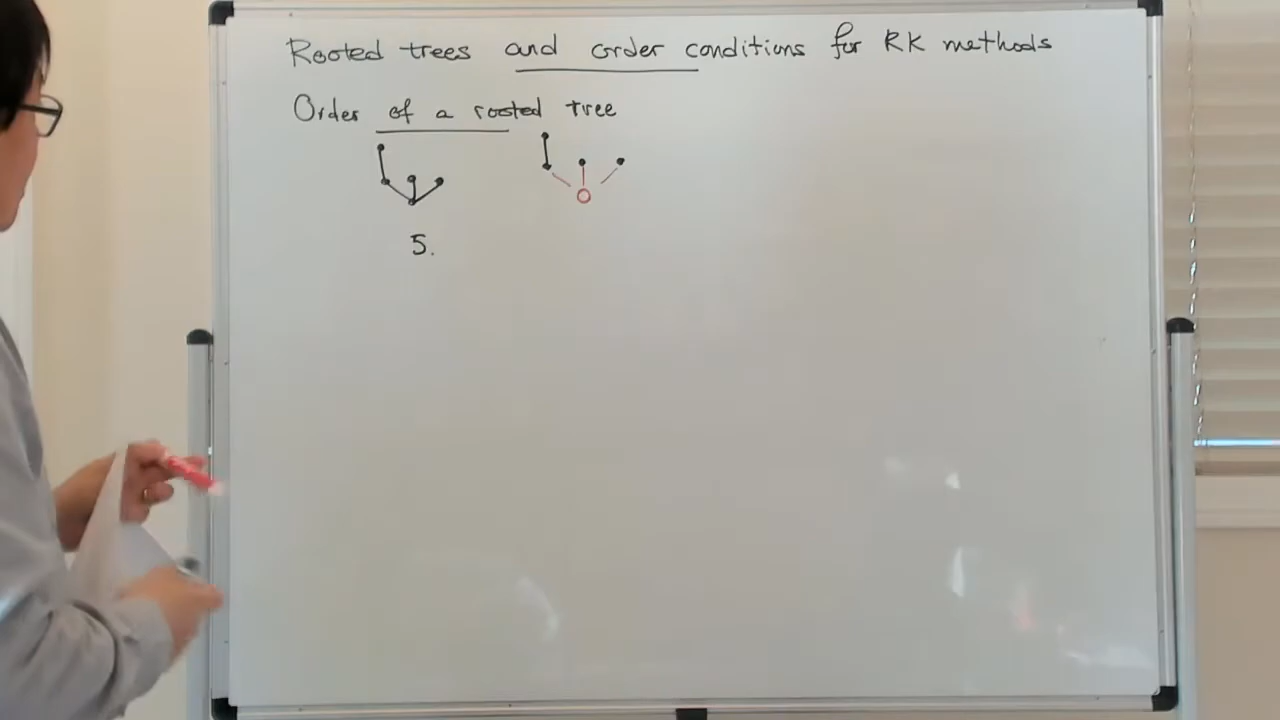 Rooted trees and order conditions for RK methods
Order of a rooted tree
5.